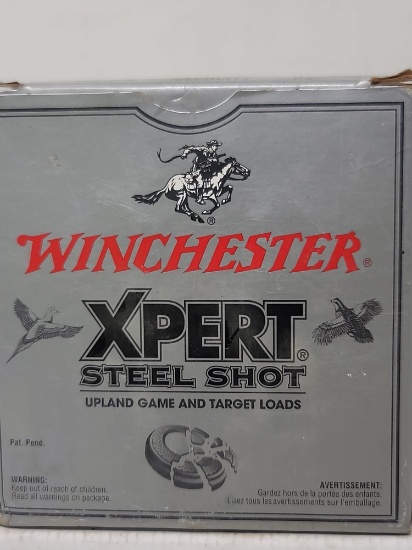 WINCHESTER®
XPERT®
STEEL SHOT
UPLAND GAME AND TARGET LOADS
Pat. Pend.
WARNING:
Keep out of reach of children.
Read all warnings on package.
AVERTISSEMENT:
Gardez hors de la portée des enfants.
Lisez tous les avertissements sur l'emballage.